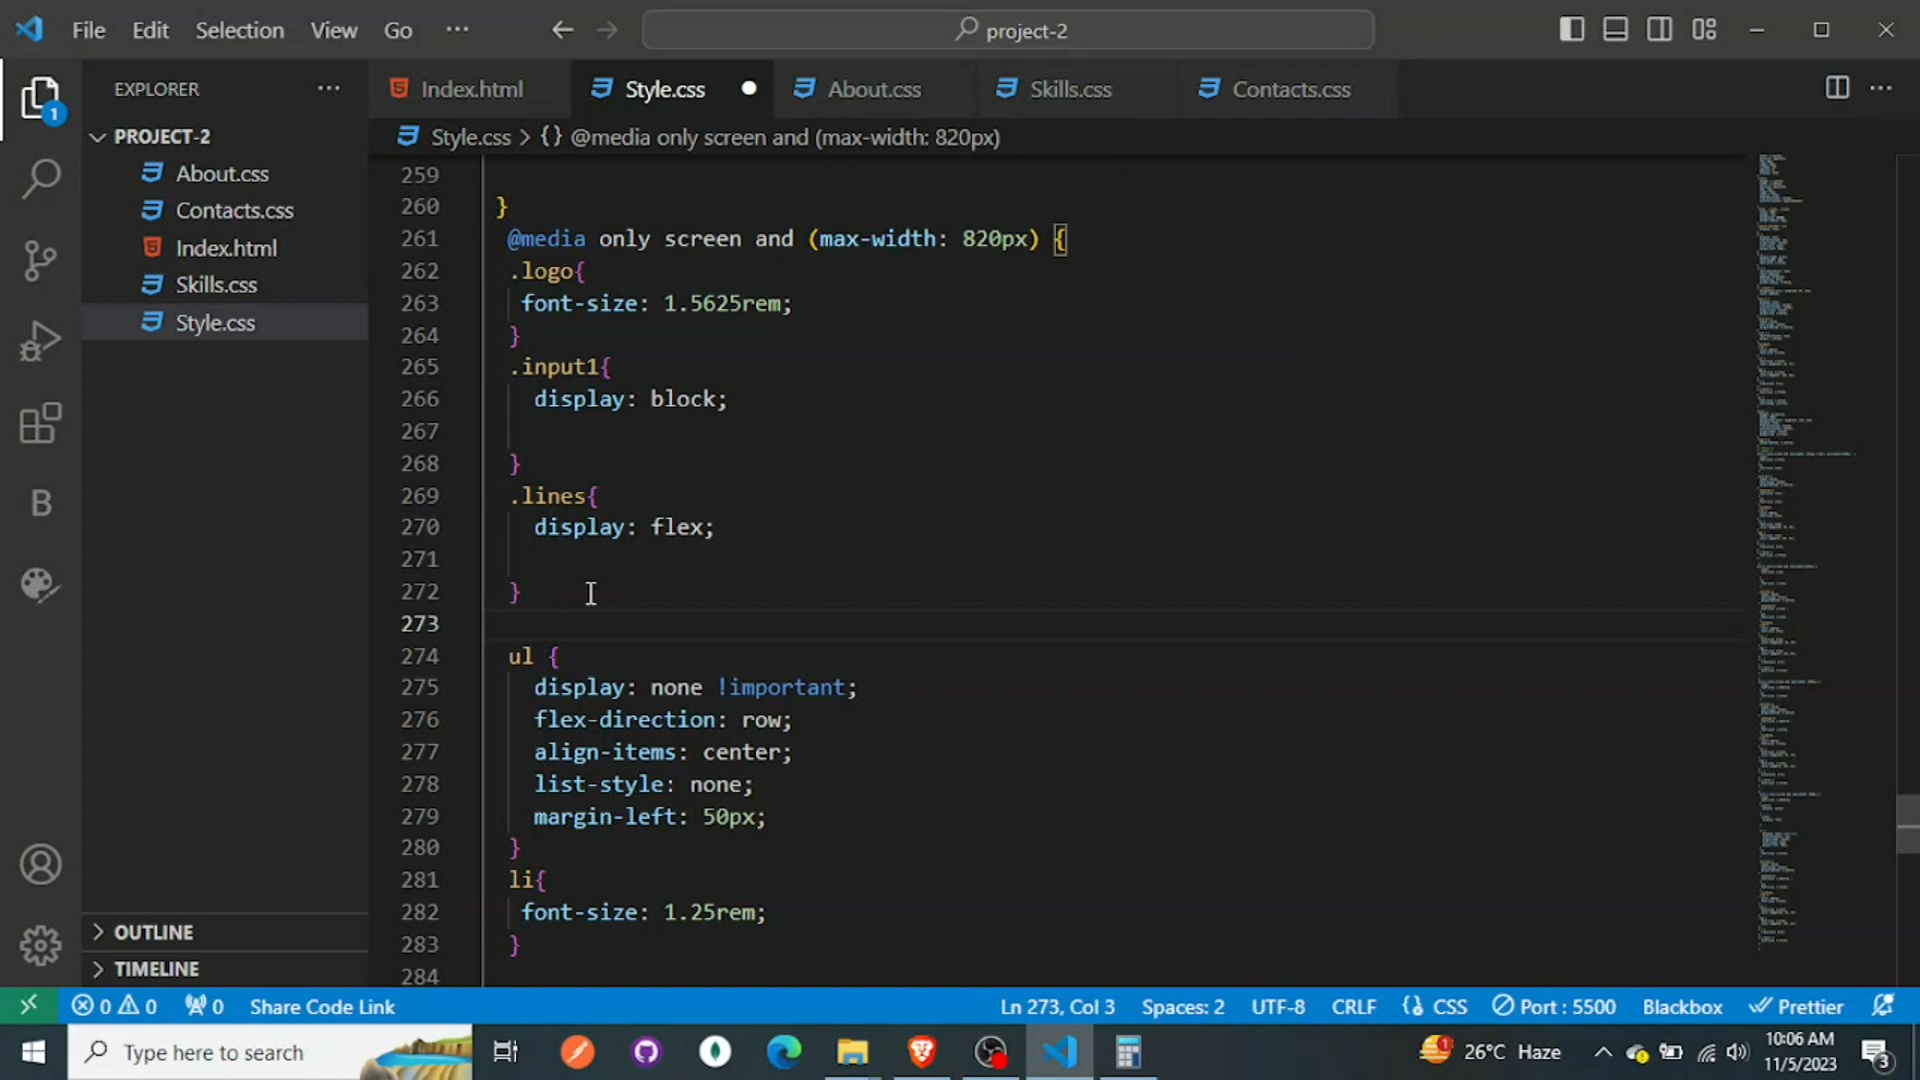 File Edit Selection View Go ···
project-2
EXPLORER ···
Index.html Style.css About.css Skills.css Contacts.css ···
PROJECT-2
Style.css > {} @media only screen and (max-width: 820px)
About.css
Contacts.css
Index.html
Skills.css
Style.css
1
B
259
260 }
261 @media only screen and (max-width: 820px) {
262 .logo{
263 font-size: 1.5625rem;
264 }
265 .input1{
266 display: block;
267
268 }
269 .lines{
270 display: flex;
271
272 }
273
274 ul {
275 display: none !important;
276 flex-direction: row;
277 align-items: center;
278 list-style: none;
279 margin-left: 50px;
280 }
281 li{
282 font-size: 1.25rem;
283 }
284
OUTLINE
TIMELINE
0 0 0 Share Code Link Ln 273, Col 3 Spaces: 2 UTF-8 CRLF {} CSS Port : 5500 Blackbox Prettier
Type here to search 1 26°C Haze 10:06 AM 3
11/5/2023